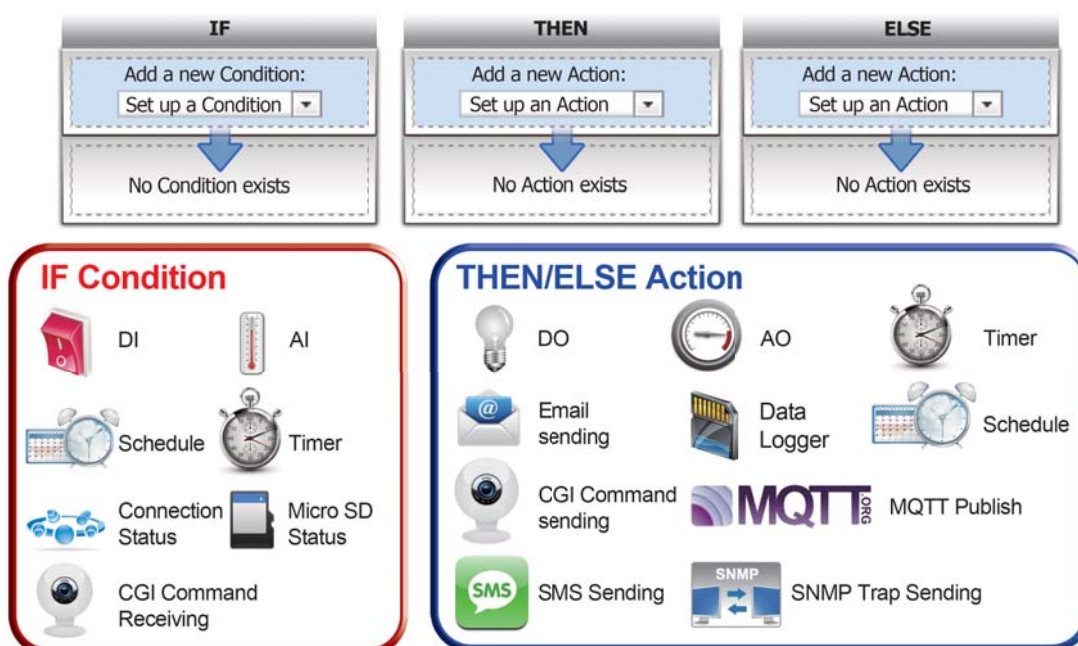 IF
Add a new Condition:
Set up a Condition
No Condition exists
THEN
Add a new Action:
Set up an Action
No Action exists
ELSE
Add a new Action:
Set up an Action
No Action exists
IF Condition
DI
AI
Schedule
Timer
Connection
Status
Micro SD
Status
CGI Command
Receiving
THEN/ELSE Action
DO
AO
Timer
@
Email
sending
Data
Logger
Schedule
CGI Command
sending
MQTT.ORG
MQTT Publish
SMS
SMS Sending
SNMP
SNMP Trap Sending